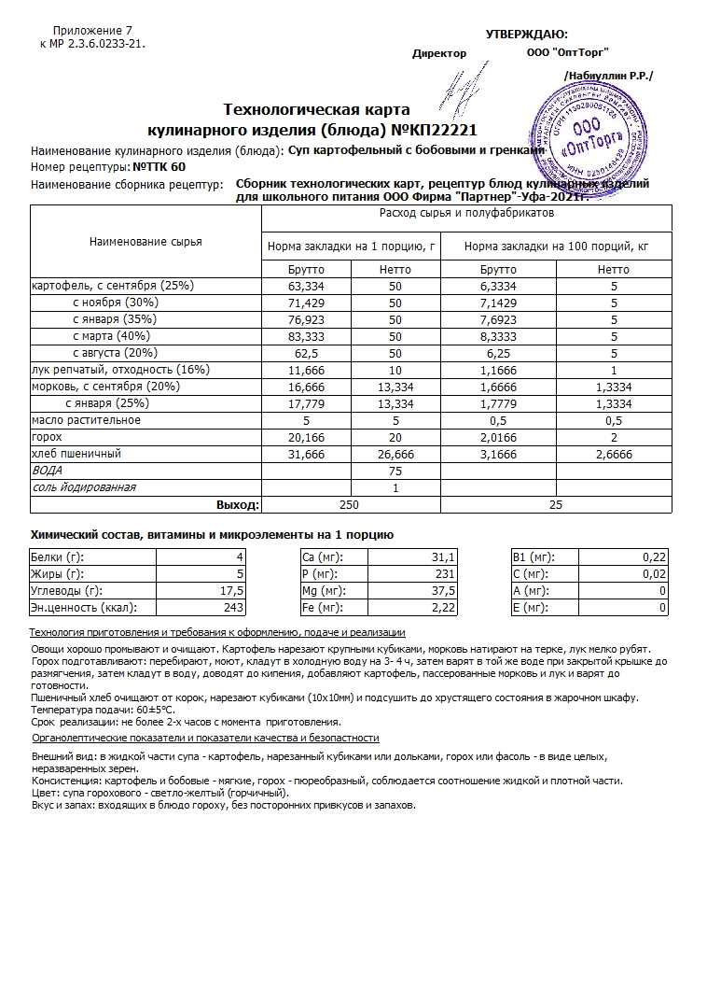 Приложение 7
к МР 2.3.6.0233-21.
УТВЕРЖДАЮ:
Директор ООО "ОптТорг"
/Набиуллин Р.Р./
Технологическая карта
кулинарного изделия (блюда) №КП22221
ООО
«ОптТорг»
Наименование кулинарного изделия (блюда): Суп картофельный с бобовыми и гренками
Номер рецептуры: №ТТК 60
Наименование сборника рецептур: Сборник технологических карт, рецептур блюд кулинарных изделий
для школьного питания ООО Фирма "Партнер"-Уфа-2021г.
Наименование сырья Расход сырья и полуфабрикатов
Норма закладки на 1 порцию, г Норма закладки на 100 порций, кг
Брутто Нетто Брутто Нетто
картофель, с сентября (25%) 63,334 50 6,3334 5
с ноября (30%) 71,429 50 7,1429 5
с января (35%) 76,923 50 7,6923 5
с марта (40%) 83,333 50 8,3333 5
с августа (20%) 62,5 50 6,25 5
лук репчатый, отходность (16%) 11,666 10 1,1666 1
морковь, с сентября (20%) 16,666 13,334 1,6666 1,3334
с января (25%) 17,779 13,334 1,7779 1,3334
масло растительное 5 5 0,5 0,5
горох 20,166 20 2,0166 2
хлеб пшеничный 31,666 26,666 3,1666 2,6666
ВОДА 75
соль йодированная 1
Выход: 250 25
Химический состав, витамины и микроэлементы на 1 порцию
Белки (г): 4 Ca (мг): 31,1 B1 (мг): 0,22
Жиры (г): 5 P (мг): 231 C (мг): 0,02
Углеводы (г): 17,5 Mg (мг): 37,5 A (мг): 0
Эн.ценность (ккал): 243 Fe (мг): 2,22 E (мг): 0
Технология приготовления и требования к оформлению, подаче и реализации
Овощи хорошо промывают и очищают. Картофель нарезают крупными кубиками, морковь натирают на терке, лук мелко рубят.
Горох подготавливают: перебирают, моют, кладут в холодную воду на 3- 4 ч, затем варят в той же воде при закрытой крышке до
размягчения, затем кладут в воду, доводят до кипения, добавляют картофель, пассерованные морковь и лук и варят до
готовности.
Пшеничный хлеб очищают от корок, нарезают кубиками (10х10мм) и подсушить до хрустящего состояния в жарочном шкафу.
Температура подачи: 60±5°С.
Срок реализации: не более 2-х часов с момента приготовления.
Органолептические показатели и показатели качества и безопастности
Внешний вид: в жидкой части супа - картофель, нарезанный кубиками или дольками, горох или фасоль - в виде целых,
неразваренных зерен.
Консистенция: картофель и бобовые - мягкие, горох - пюреобразный, соблюдается соотношение жидкой и плотной части.
Цвет: супа горохового - светло-желтый (горчичный).
Вкус и запах: входящих в блюдо гороху, без посторонних привкусов и запахов.